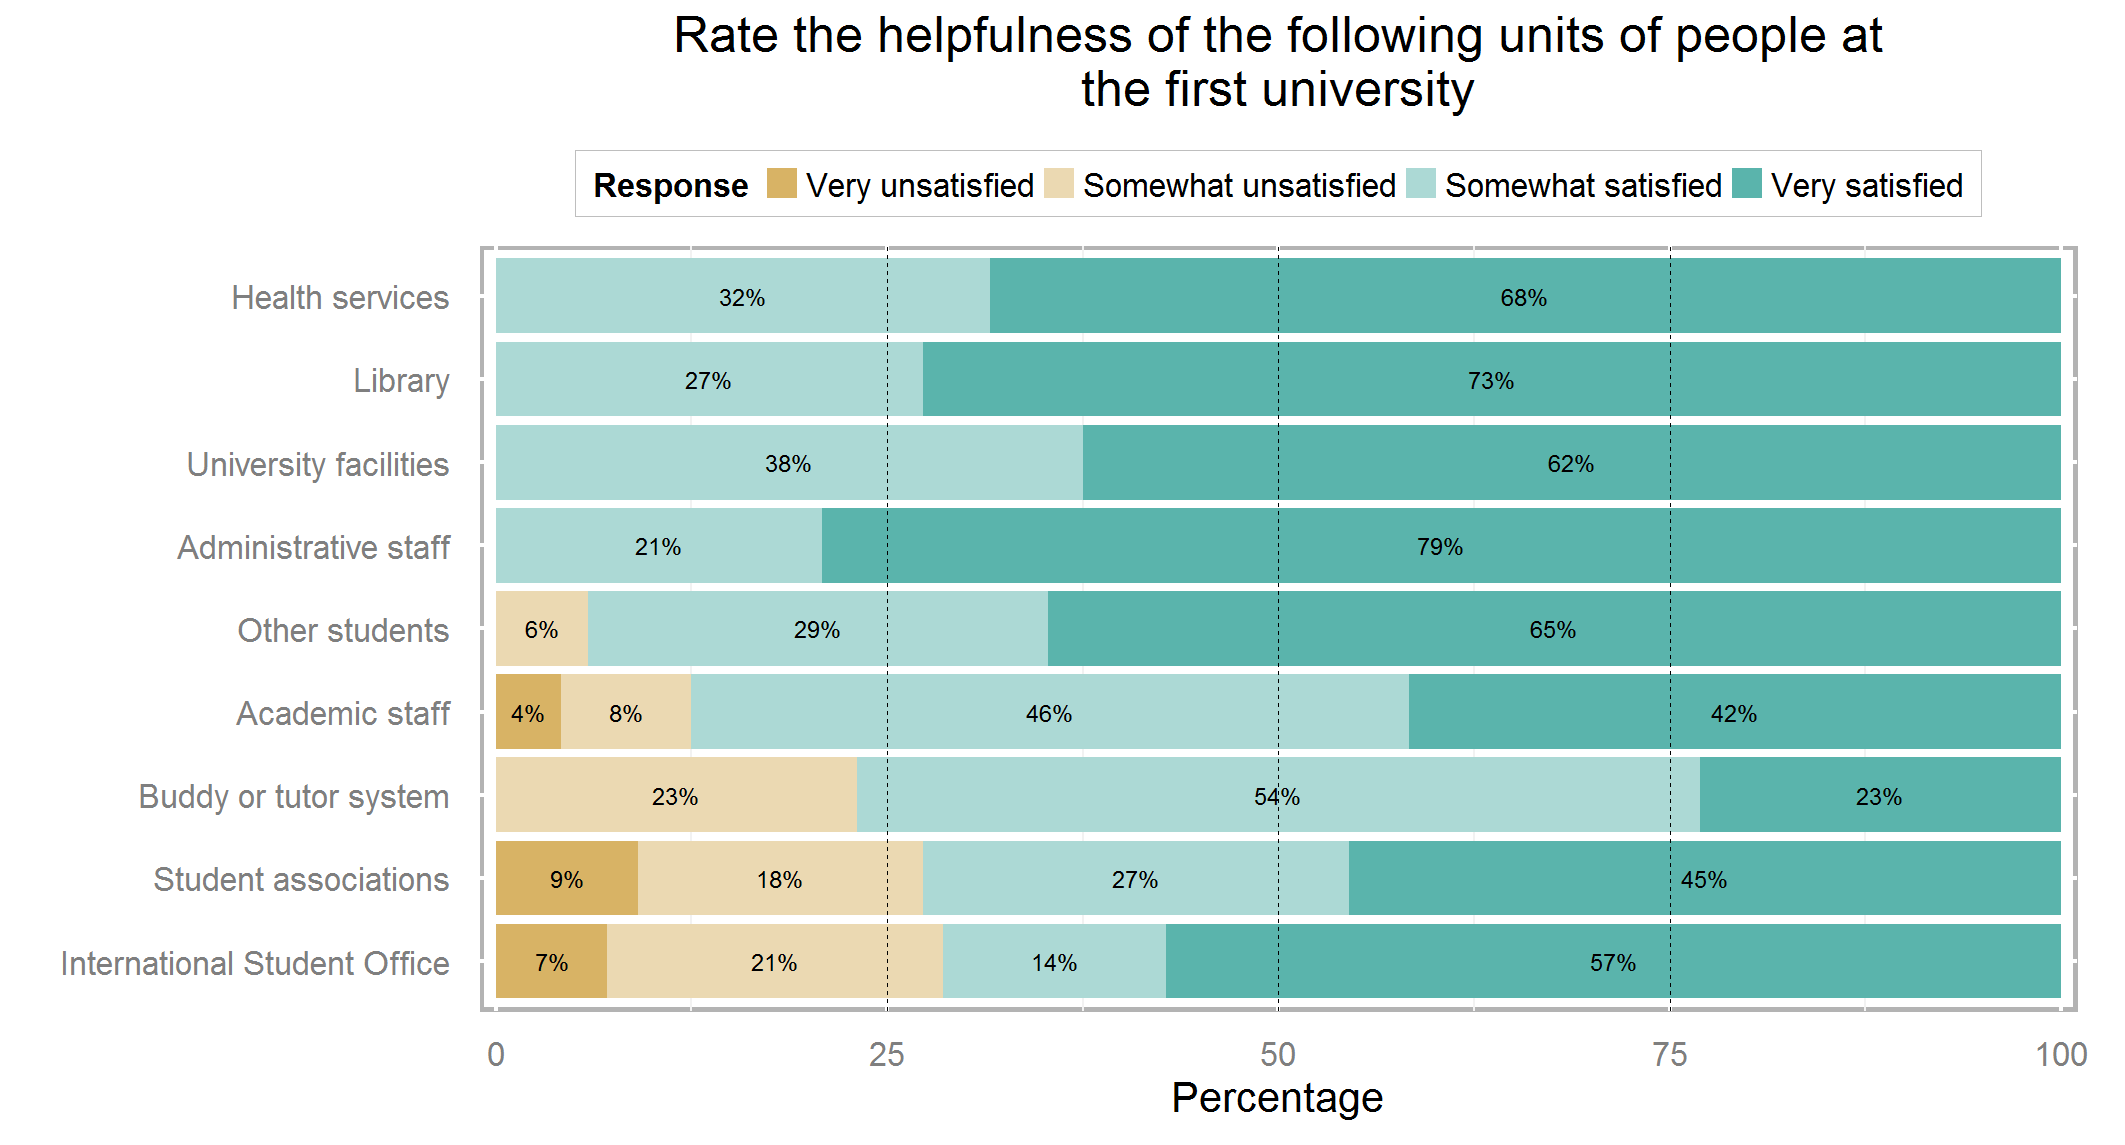 Rate the helpfulness of the following units of people at
the first university
Response Very unsatisfied Somewhat unsatisfied Somewhat satisfied Very satisfied
Health services 32% 68%
Library 27% 73%
University facilities 38% 62%
Administrative staff 21% 79%
Other students 6% 29% 65%
Academic staff 4% 8% 46% 42%
Buddy or tutor system 23% 54% 23%
Student associations 9% 18% 27% 45%
International Student Office 7% 21% 14% 57%
0 25 50 75 100
Percentage